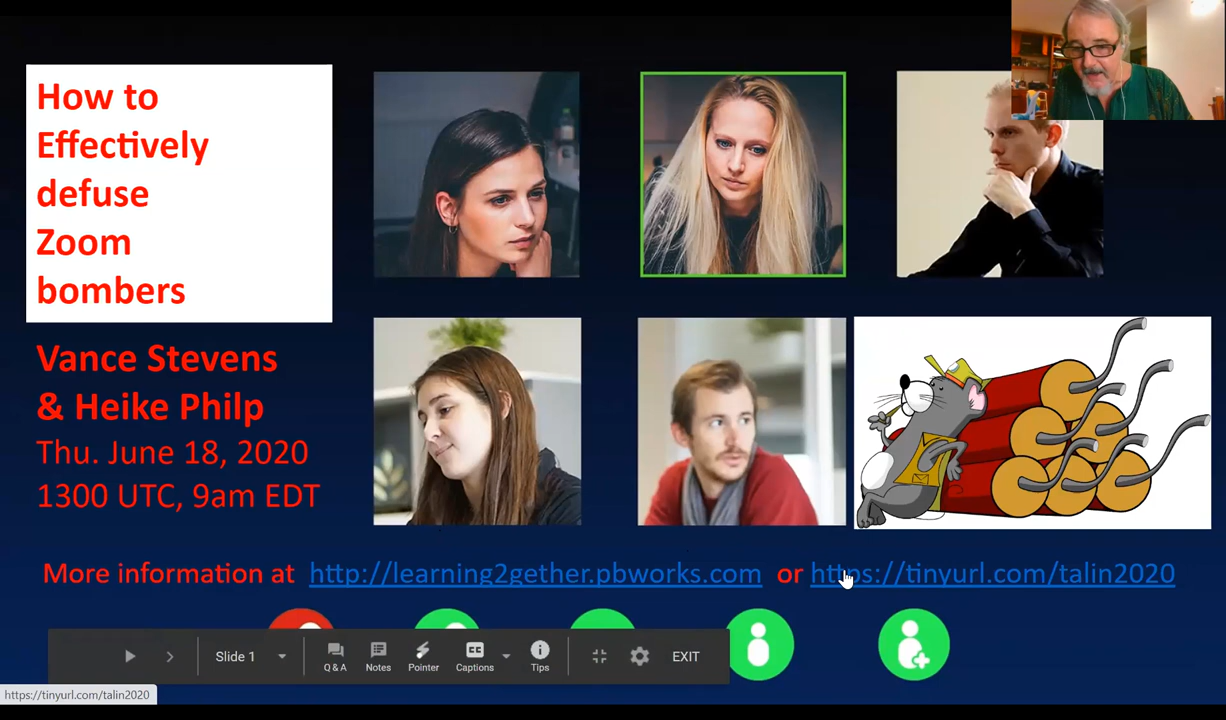 How to
Effectively
defuse
Zoom
bombers
Vance Stevens
& Heike Philp
Thu. June 18, 2020
1300 UTC, 9am EDT
More information at http://learning2gether.pbworks.com or https://tinyurl.com/talin2020
Slide 1
Q & A
Notes
Pointer
CC
Captions
Tips
EXIT
https://tinyurl.com/talin2020